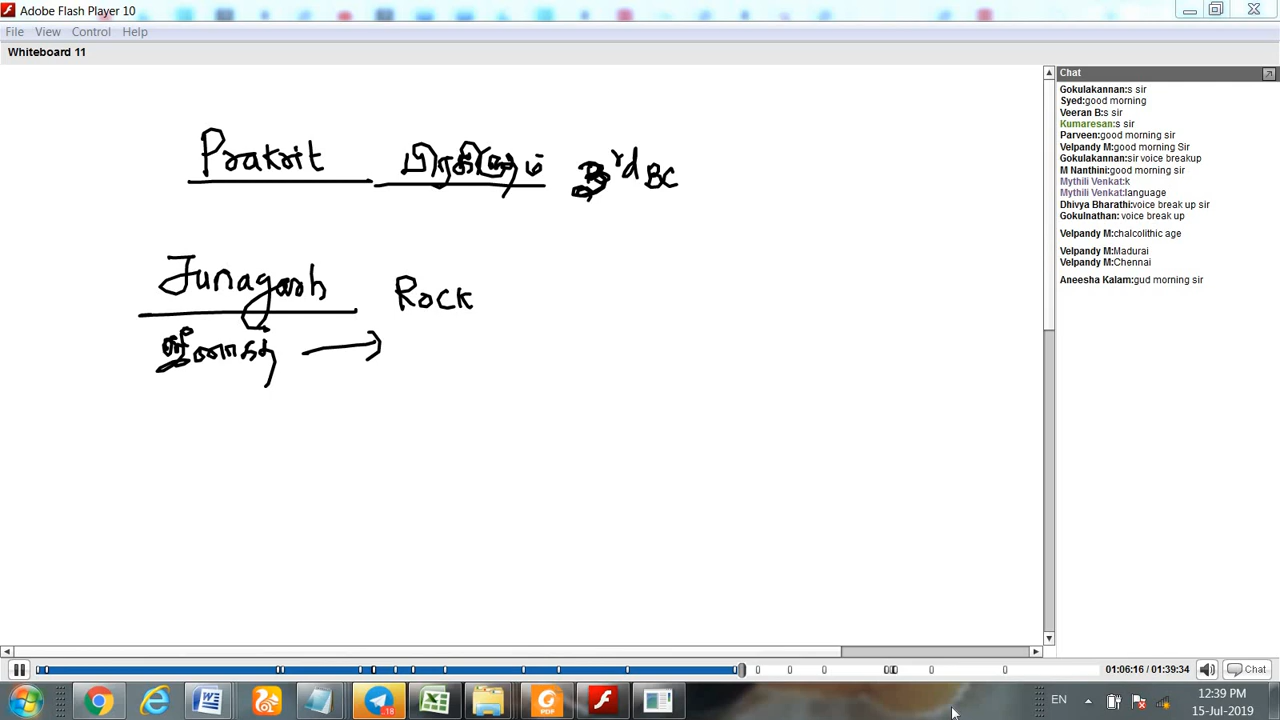 Adobe Flash Player 10
File View Control Help
Whiteboard 11
Prakrit rd BC
Junagarh Rock
Chat
Gokulakannan:s sir
Syed:good morning
Veeran B:s sir
Kumaresan:s sir
Parveen:good morning sir
Velpandy M:good morning Sir
Gokulakannan:sir voice breakup
M Nanthini:good morning sir
Mythili Venkat:k
Mythili Venkat:language
Dhivya Bharathi:voice break up sir
Gokulnathan: voice break up
Velpandy M:chalcolithic age
Velpandy M:Madurai
Velpandy M:Chennai
Aneesha Kalam:gud morning sir
01:06:16 / 01:39:34 Chat
18 PDF EN 12:39 PM
15-Jul-2019